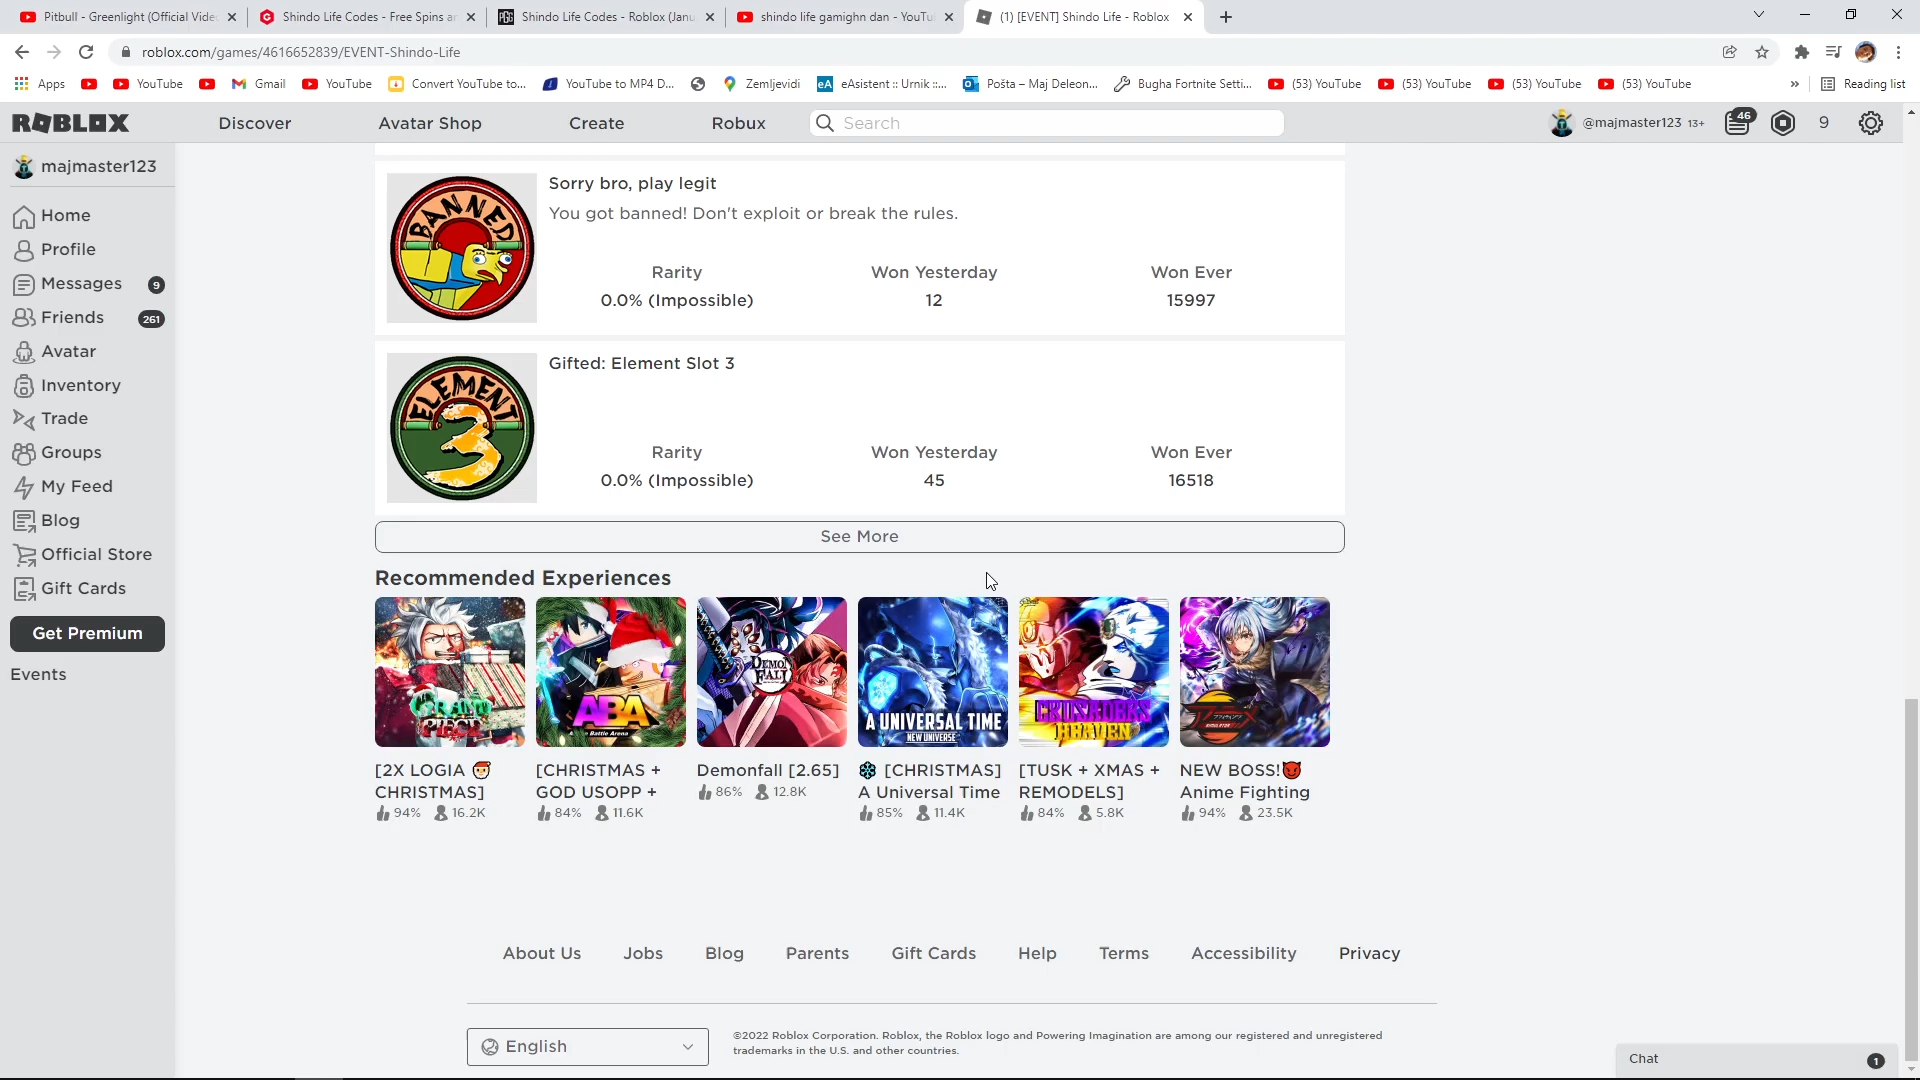 Pitbull - Greenlight (Official Vide
Shindo Life Codes - Free Spins ar
Shindo Life Codes - Roblox (Janu
shindo life gamighn dan - YouTu
(1) [EVENT] Shindo Life - Roblox
roblox.com/games/4616652839/EVENT-Shindo-Life
Apps
YouTube
Gmail
YouTube
Convert YouTube to...
YouTube to MP4 D...
Zemljevidi
eA
eAsistent :: Urnik ::...
Pošta – Maj Deleon...
Bugha Fortnite Setti...
(53) YouTube
(53) YouTube
(53) YouTube
(53) YouTube
»
Reading list
ROBLOX
Discover
Avatar Shop
Create
Robux
Search
@majmaster123 13+
46
9
majmaster123
Home
Profile
Messages 9
Friends 261
Avatar
Inventory
Trade
Groups
My Feed
Blog
Official Store
Gift Cards
Get Premium
Events
BANNED
Sorry bro, play legit
You got banned! Don't exploit or break the rules.
Rarity Won Yesterday Won Ever
0.0% (Impossible) 12 15997
ELEMENT
3
Gifted: Element Slot 3
Rarity Won Yesterday Won Ever
0.0% (Impossible) 45 16518
See More
Recommended Experiences
GRAND
PIECE
ABA
DEMON
FALL
A UNIVERSAL TIME
NEW UNIVERSE
CRUSADERS
HEAVEN
[2X LOGIA 🎅
CHRISTMAS]
94% 16.2K
[CHRISTMAS +
GOD USOPP +
84% 11.6K
Demonfall [2.65]
86% 12.8K
❄ [CHRISTMAS]
A Universal Time
85% 11.4K
[TUSK + XMAS +
REMODELS]
84% 5.8K
NEW BOSS!😈
Anime Fighting
94% 23.5K
About Us Jobs Blog Parents Gift Cards Help Terms Accessibility Privacy
English
©2022 Roblox Corporation. Roblox, the Roblox logo and Powering Imagination are among our registered and unregistered
trademarks in the U.S. and other countries.
Chat 1